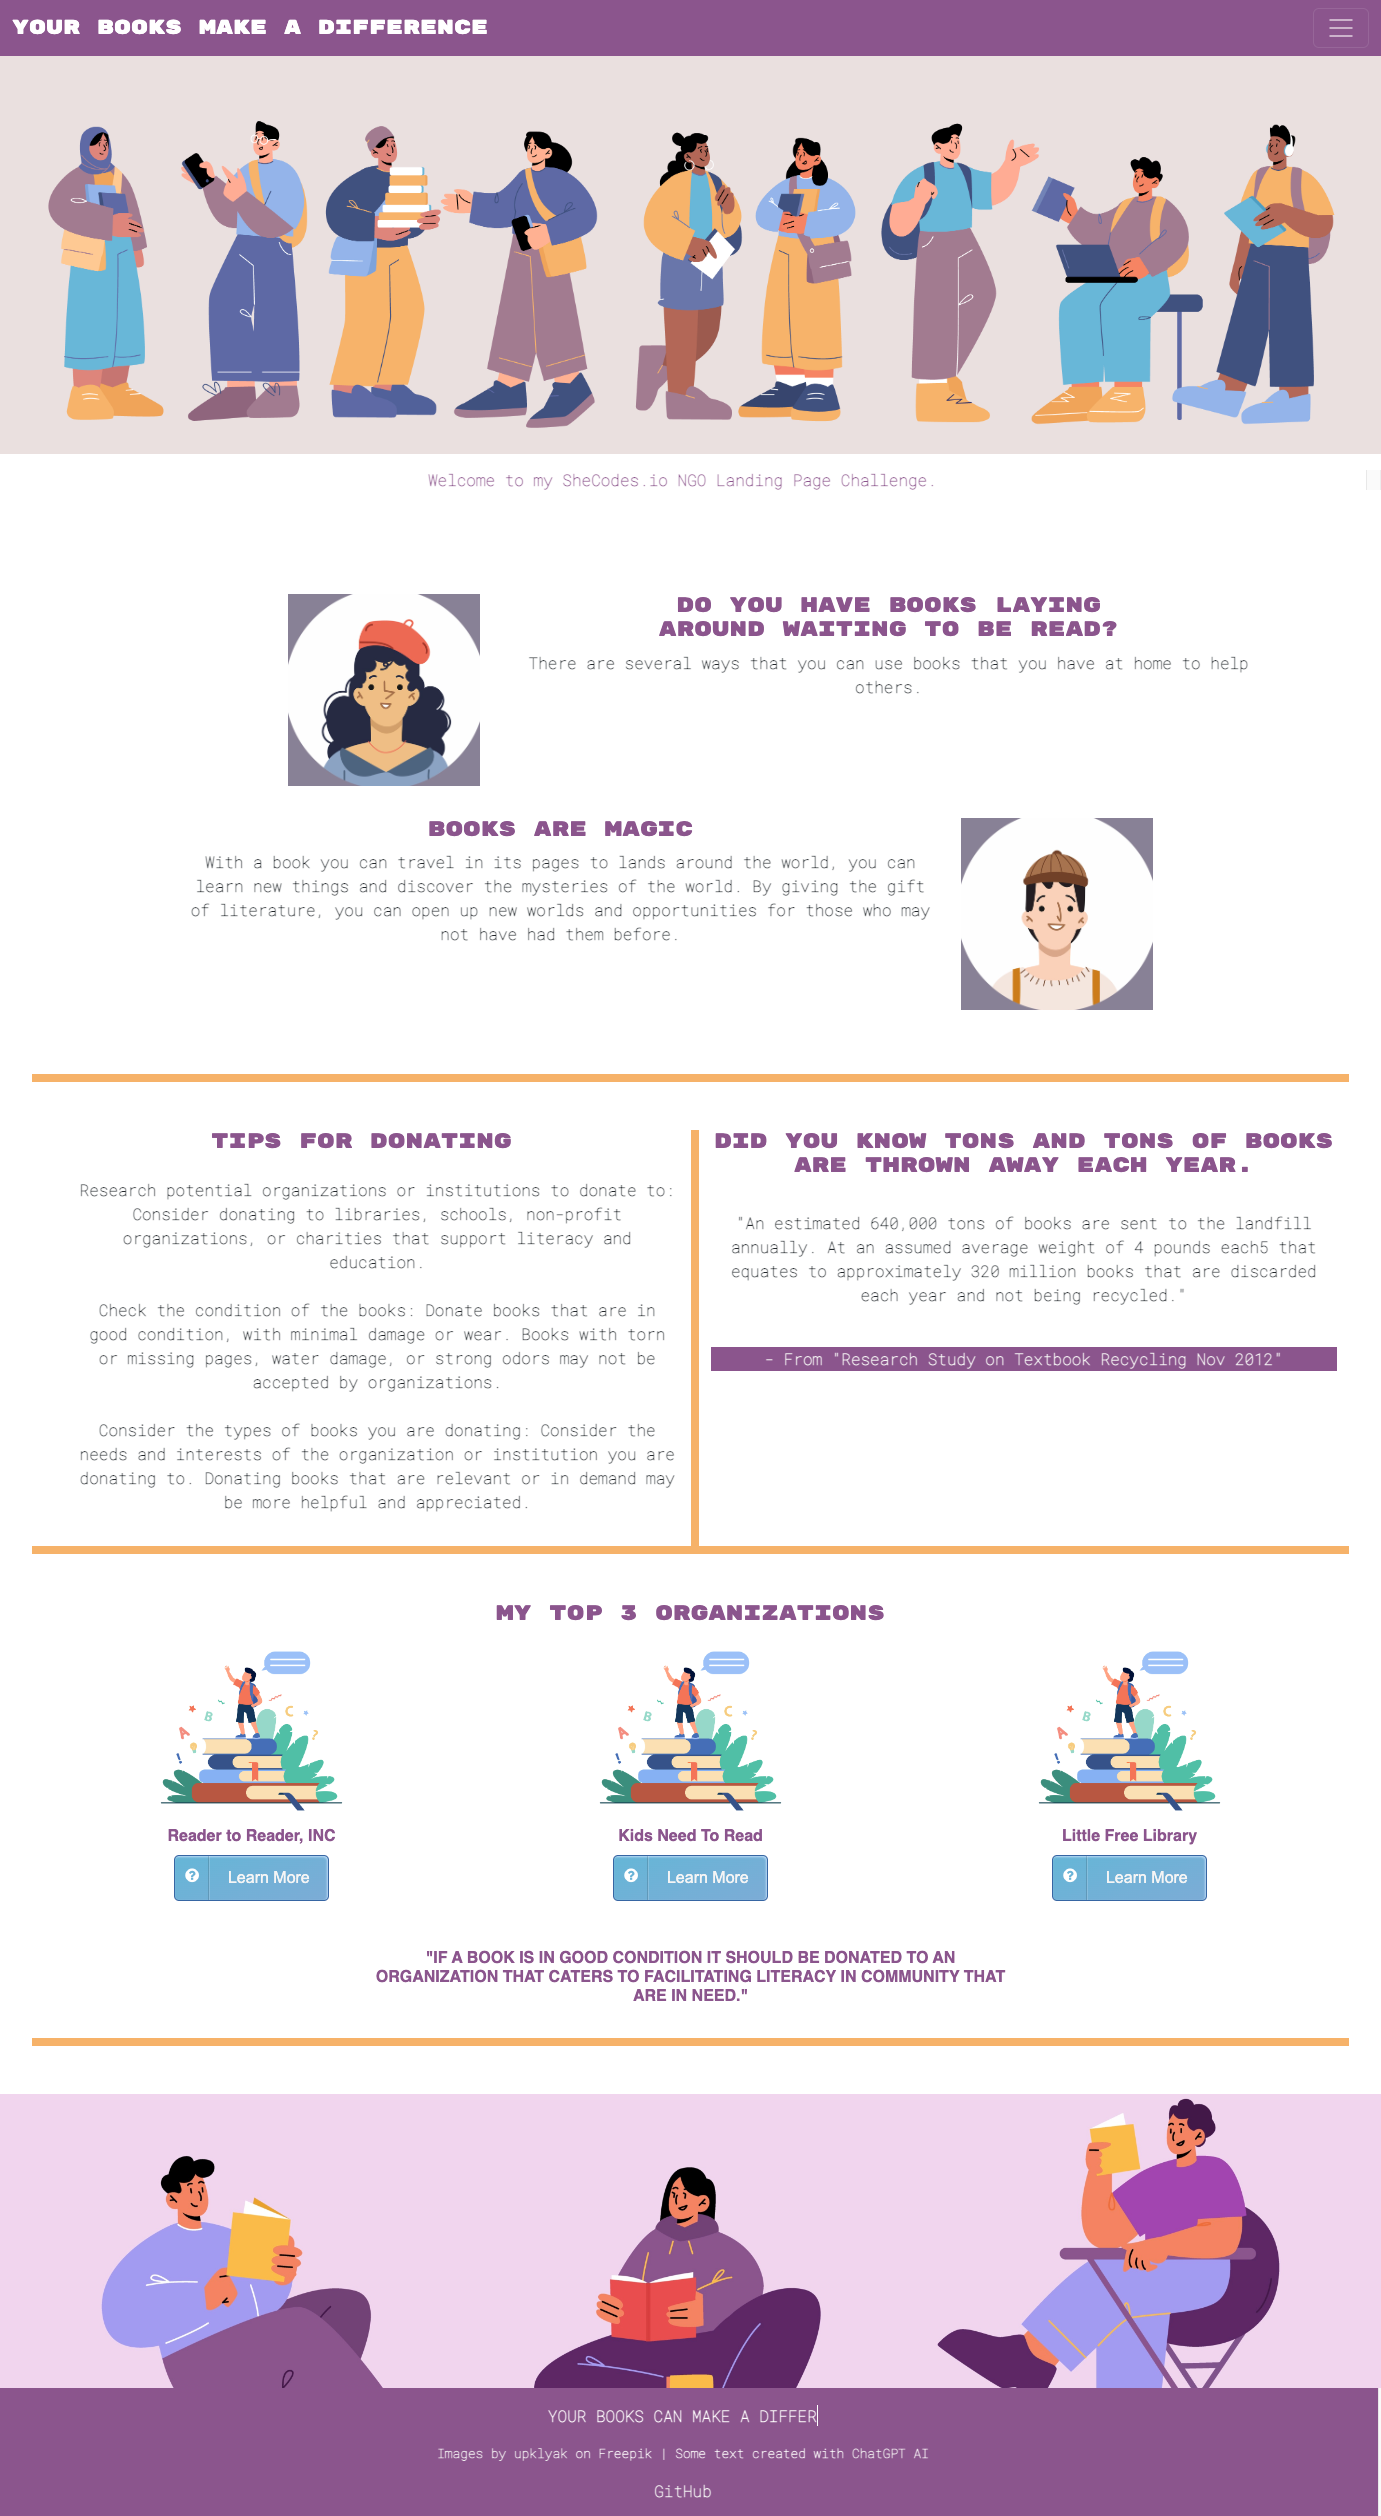 YOUR BOOKS MAKE A DIFFERENCE
Welcome to my SheCodes.io NGO Landing Page Challenge.
DO YOU HAVE BOOKS LAYING
AROUND WAITING TO BE READ?
There are several ways that you can use books that you have at home to help
others.
BOOKS ARE MAGIC
With a book you can travel in its pages to lands around the world, you can
learn new things and discover the mysteries of the world. By giving the gift
of literature, you can open up new worlds and opportunities for those who may
not have had them before.
TIPS FOR DONATING
Research potential organizations or institutions to donate to:
Consider donating to libraries, schools, non-profit
organizations, or charities that support literacy and
education.
Check the condition of the books: Donate books that are in
good condition, with minimal damage or wear. Books with torn
or missing pages, water damage, or strong odors may not be
accepted by organizations.
Consider the types of books you are donating: Consider the
needs and interests of the organization or institution you are
donating to. Donating books that are relevant or in demand may
be more helpful and appreciated.
DID YOU KNOW TONS AND TONS OF BOOKS
ARE THROWN AWAY EACH YEAR.
"An estimated 640,000 tons of books are sent to the landfill
annually. At an assumed average weight of 4 pounds each5 that
equates to approximately 320 million books that are discarded
each year and not being recycled."
- From "Research Study on Textbook Recycling Nov 2012"
MY TOP 3 ORGANIZATIONS
A B C ? !
A B C ? !
A B C ? !
Reader to Reader, INC
Learn More
Kids Need To Read
Learn More
Little Free Library
Learn More
"IF A BOOK IS IN GOOD CONDITION IT SHOULD BE DONATED TO AN
ORGANIZATION THAT CATERS TO FACILITATING LITERACY IN COMMUNITY THAT
ARE IN NEED."
YOUR BOOKS CAN MAKE A DIFFER
Images by upklyak on Freepik | Some text created with ChatGPT AI
GitHub